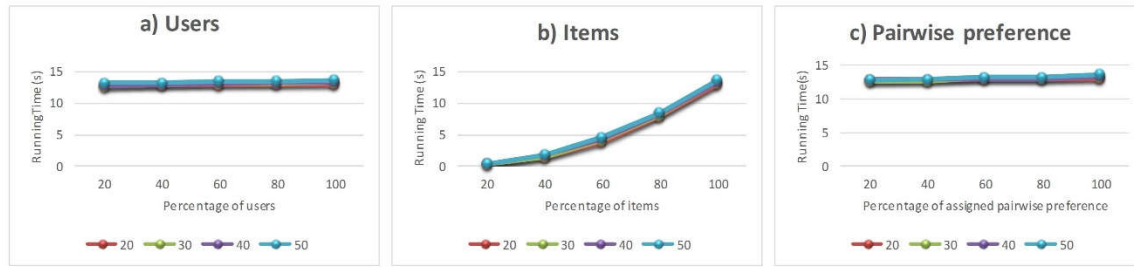 a) Users
RunningTime (s)
15
10
5
0
20 40 60 80 100
Percentage of users
20 30 40 50
b) Items
Running Time (s)
15
10
5
0
20 40 60 80 100
Percentage of items
20 30 40 50
c) Pairwise preference
Running Time(s)
15
10
5
0
20 40 60 80 100
Percentage of assigned pairwise preference
20 30 40 50